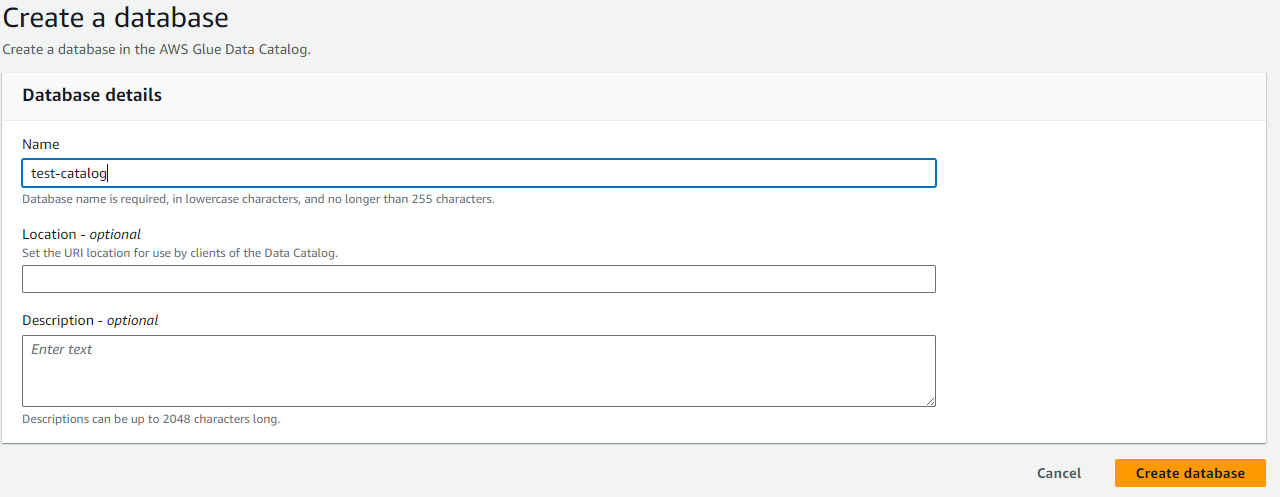 Create a database
Create a database in the AWS Glue Data Catalog.
Database details
Name
test-catalog
Database name is required, in lowercase characters, and no longer than 255 characters.
Location - optional
Set the URI location for use by clients of the Data Catalog.
Description - optional
Enter text
Descriptions can be up to 2048 characters long.
Cancel
Create database